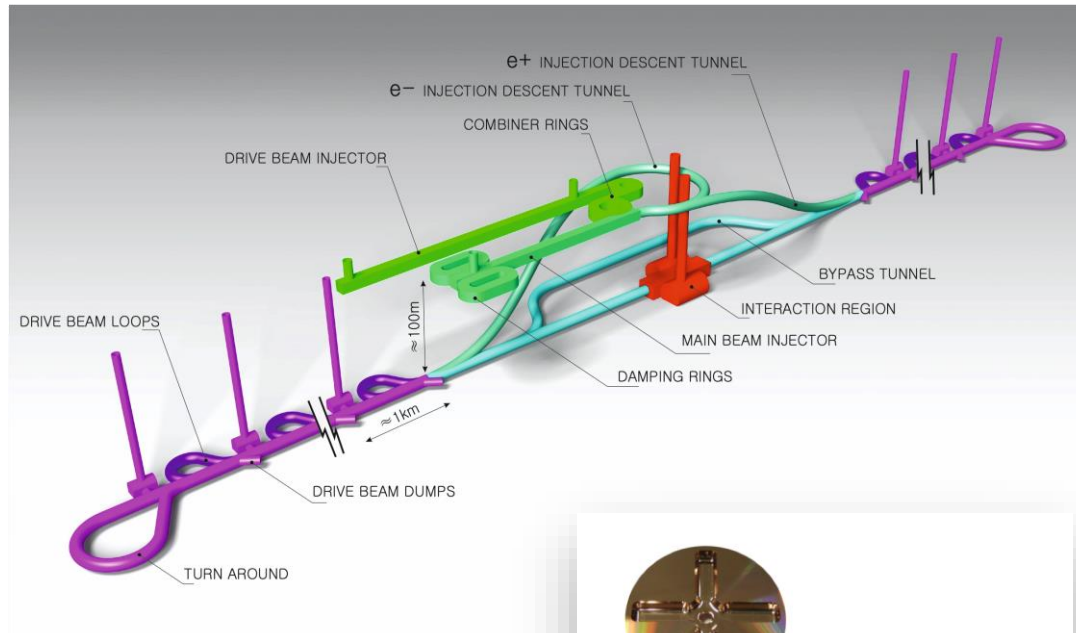 e+ INJECTION DESCENT TUNNEL
e− INJECTION DESCENT TUNNEL
COMBINER RINGS
DRIVE BEAM INJECTOR
BYPASS TUNNEL
INTERACTION REGION
DRIVE BEAM LOOPS
≈100m
MAIN BEAM INJECTOR
DAMPING RINGS
≈1km
DRIVE BEAM DUMPS
TURN AROUND